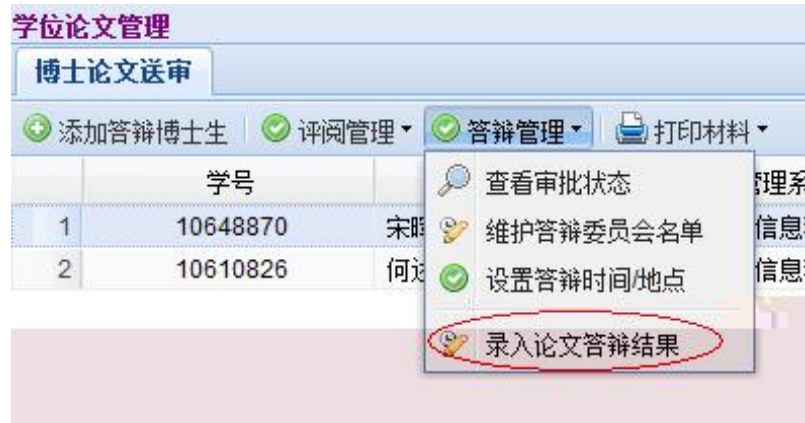 学位论文管理
博士论文送审
添加答辩博士生 评阅管理 答辩管理 打印材料
学号 管理系
查看审批状态
1 10648870 宋晖 信息
维护答辩委员会名单
2 10610826 何 信息
设置答辩时间/地点
录入论文答辩结果